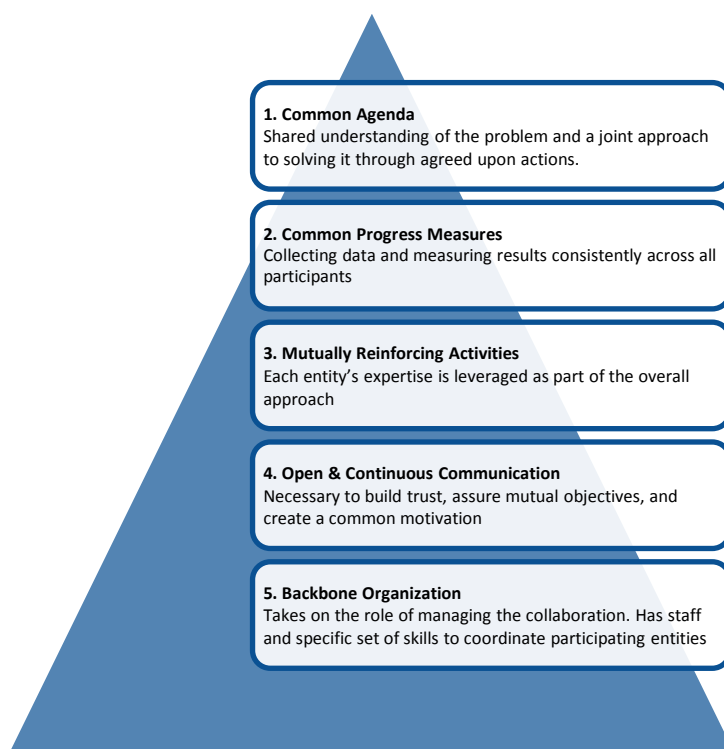 1. Common Agenda
Shared understanding of the problem and a joint approach
to solving it through agreed upon actions.
2. Common Progress Measures
Collecting data and measuring results consistently across all
participants
3. Mutually Reinforcing Activities
Each entity’s expertise is leveraged as part of the overall
approach
4. Open & Continuous Communication
Necessary to build trust, assure mutual objectives, and
create a common motivation
5. Backbone Organization
Takes on the role of managing the collaboration. Has staff
and specific set of skills to coordinate participating entities